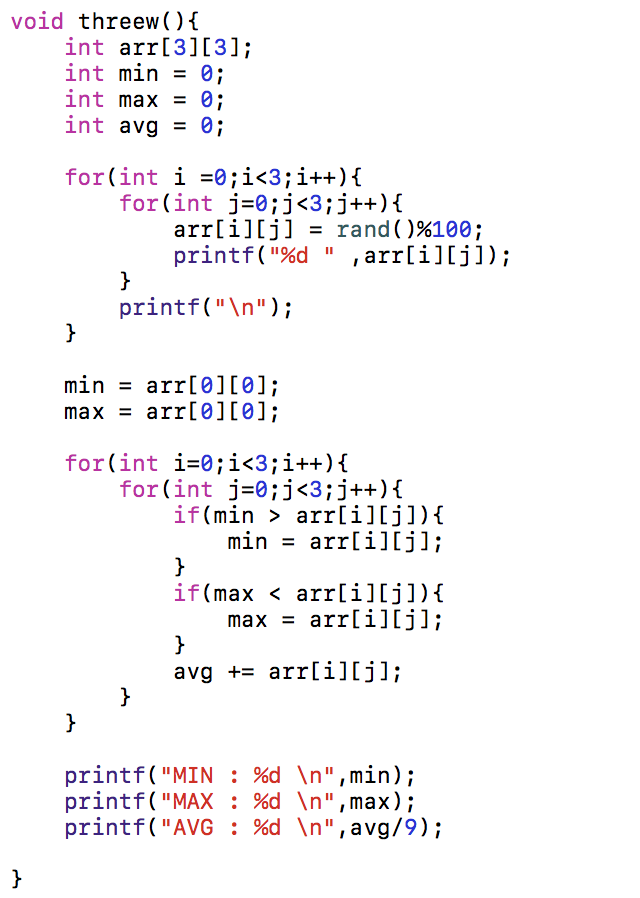 void threew(){
    int arr[3][3];
    int min = 0;
    int max = 0;
    int avg = 0;

    for(int i =0;i<3;i++){
        for(int j=0;j<3;j++){
            arr[i][j] = rand()%100;
            printf("%d " ,arr[i][j]);
        }
        printf("\n");
    }

    min = arr[0][0];
    max = arr[0][0];

    for(int i=0;i<3;i++){
        for(int j=0;j<3;j++){
            if(min > arr[i][j]){
                min = arr[i][j];
            }
            if(max < arr[i][j]){
                max = arr[i][j];
            }
            avg += arr[i][j];
        }
    }

    printf("MIN : %d \n",min);
    printf("MAX : %d \n",max);
    printf("AVG : %d \n",avg/9);

}